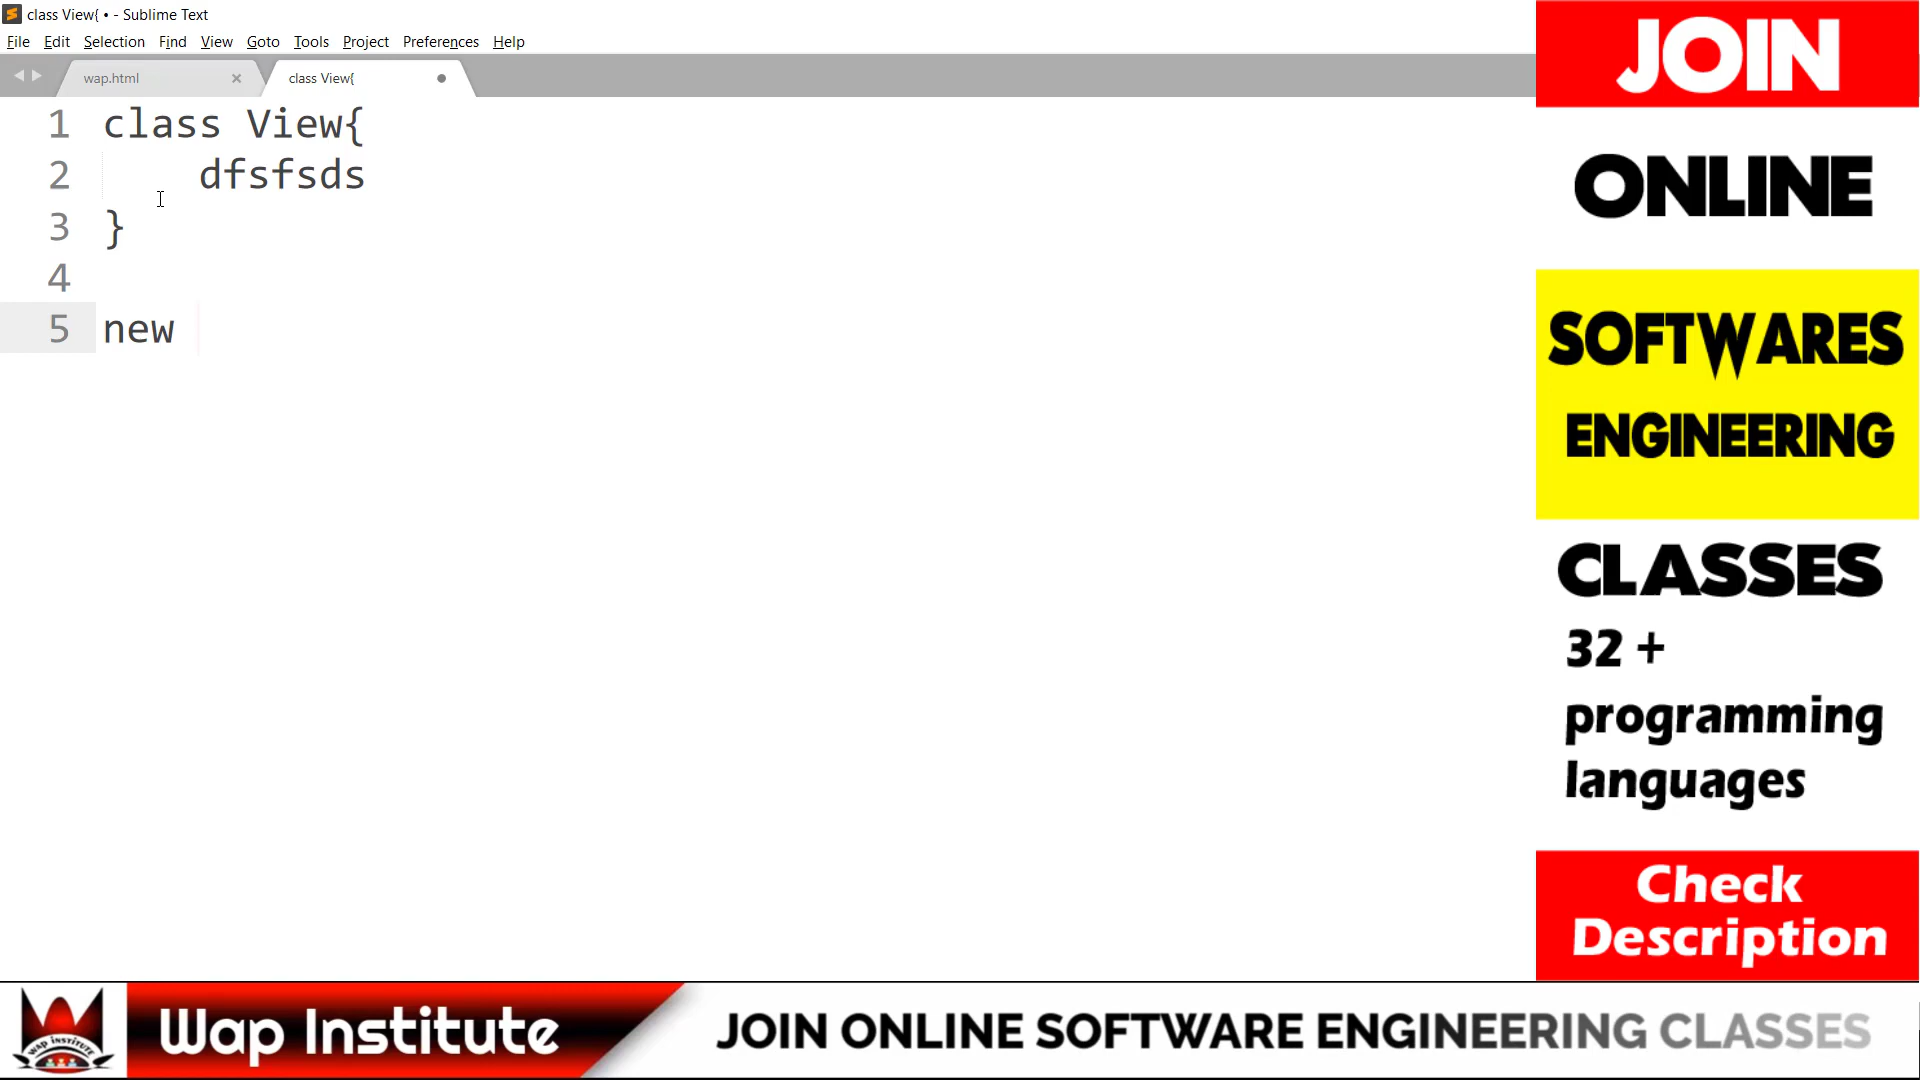 class View{ • - Sublime Text
File Edit Selection Find View Goto Tools Project Preferences Help
wap.html class View{
1 class View{
2 dfsfsds
3 }
4
5 new
JOIN
ONLINE
SOFTWARES
ENGINEERING
CLASSES
32 +
programming
languages
Check
Description
WAP INSTITUTE
Wap Institute
JOIN ONLINE SOFTWARE ENGINEERING CLASSES